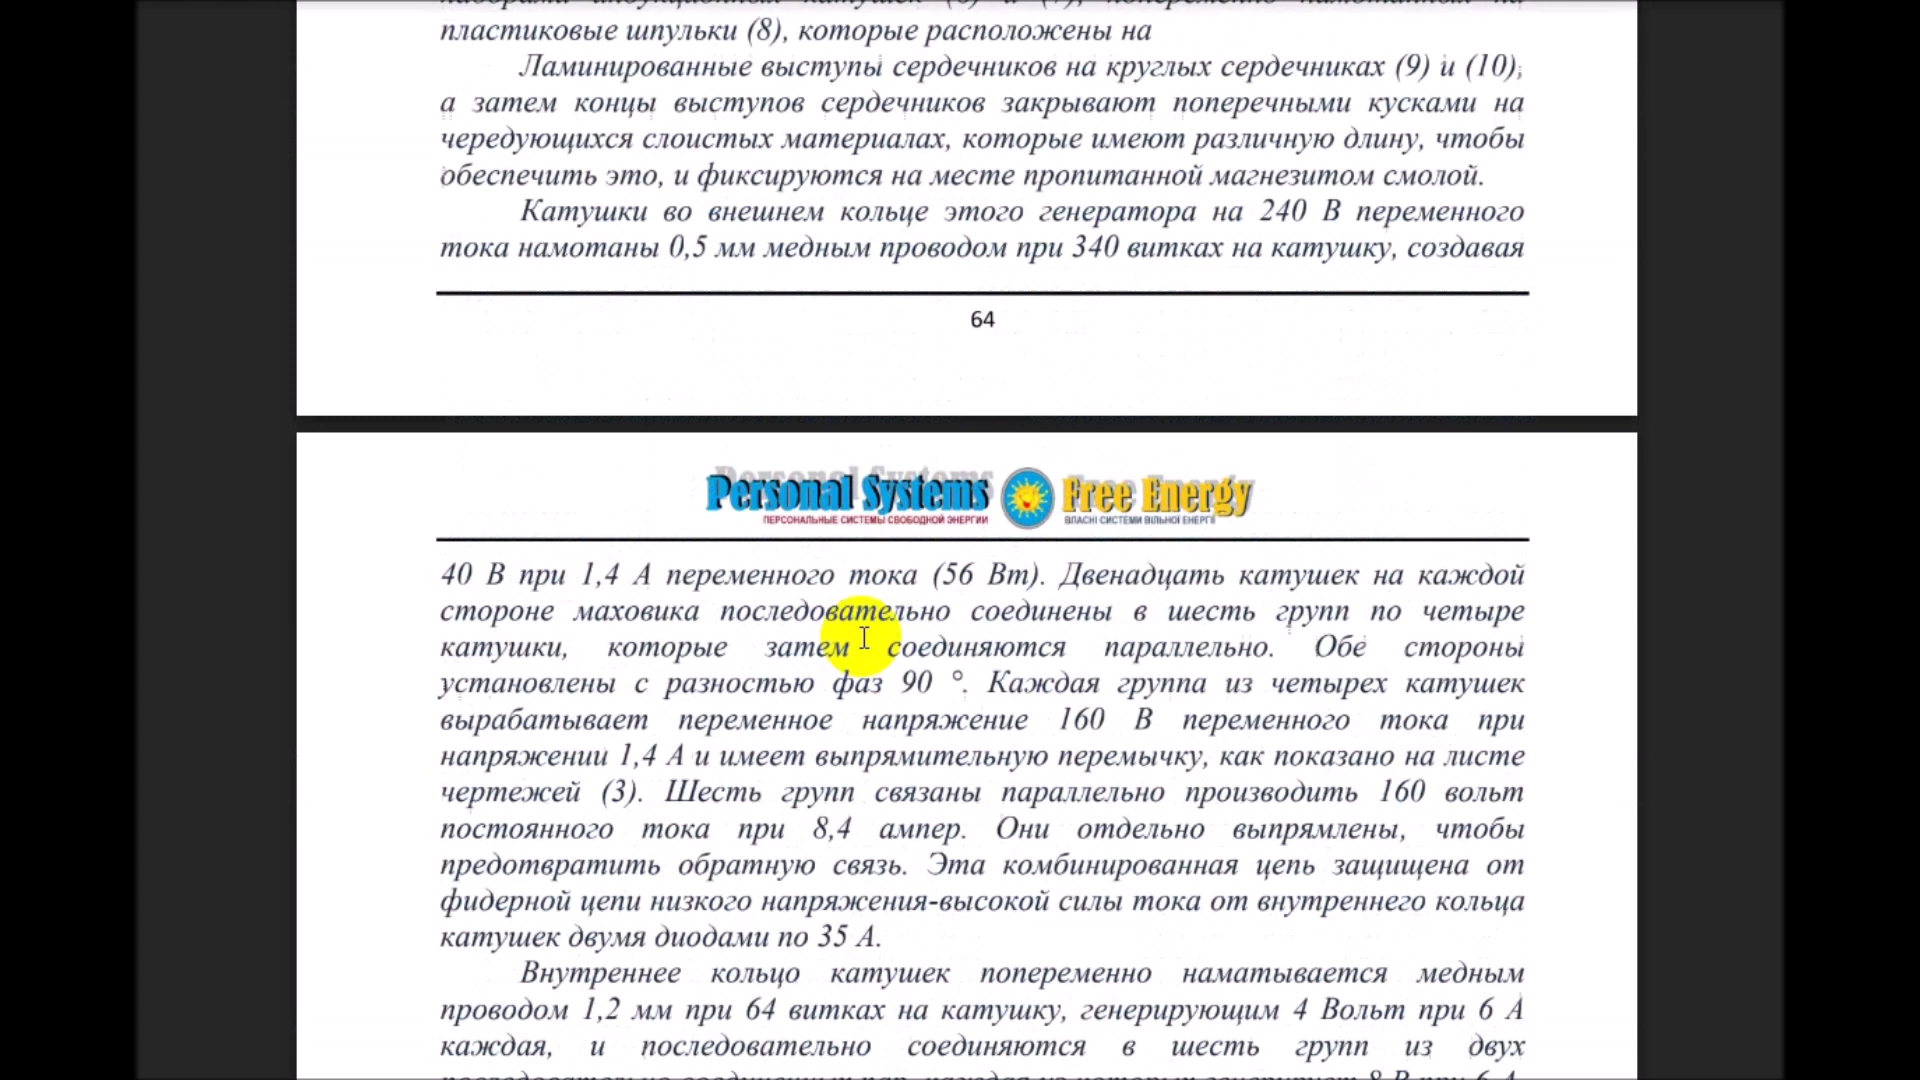 пластиковые шпульки (8), которые расположены на
Ламинированные выступы сердечников на круглых сердечниках (9) и (10),
а затем концы выступов сердечников закрывают поперечными кусками на
чередующихся слоистых материалах, которые имеют различную длину, чтобы
обеспечить это, и фиксируются на месте пропитанной магнезитом смолой.
Катушки во внешнем кольце этого генератора на 240 В переменного
тока намотаны 0,5 мм медным проводом при 340 витках на катушку, создавая
64
Personal Systems Free Energy
ПЕРСОНАЛЬНЫЕ СИСТЕМЫ СВОБОДНОЙ ЭНЕРГИИ ВЛАСНІ СИСТЕМИ ВІЛЬНОЇ ЕНЕРГІЇ
40 В при 1,4 А переменного тока (56 Вт). Двенадцать катушек на каждой
стороне маховика последовательно соединены в шесть групп по четыре
катушки, которые затем соединяются параллельно. Обе стороны
установлены с разностью фаз 90 °. Каждая группа из четырех катушек
вырабатывает переменное напряжение 160 В переменного тока при
напряжении 1,4 А и имеет выпрямительную перемычку, как показано на листе
чертежей (3). Шесть групп связаны параллельно производить 160 вольт
постоянного тока при 8,4 ампер. Они отдельно выпрямлены, чтобы
предотвратить обратную связь. Эта комбинированная цепь защищена от
фидерной цепи низкого напряжения-высокой силы тока от внутреннего кольца
катушек двумя диодами по 35 А.
Внутреннее кольцо катушек попеременно наматывается медным
проводом 1,2 мм при 64 витках на катушку, генерирующим 4 Вольт при 6 А
каждая, и последовательно соединяются в шесть групп из двух